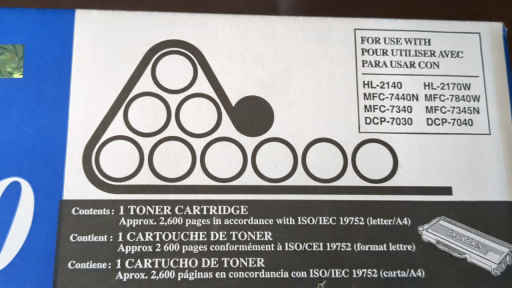 FOR USE WITH
POUR UTILISER AVEC
PARA USAR CON
HL-2140 HL-2170W
MFC-7440N MFC-7840W
MFC-7340 MFC-7345N
DCP-7030 DCP-7040
Contents: 1 TONER CARTRIDGE
Approx. 2,600 pages in accordance with ISO/IEC 19752 (letter/A4)
Contient : 1 CARTOUCHE DE TONER
Approx 2 600 pages conformément à ISO/CEI 19752 (format lettre)
Contiene: 1 CARTUCHO DE TONER
Aprox. 2,600 páginas en concordancia con ISO/IEC 19752 (carta/A4)